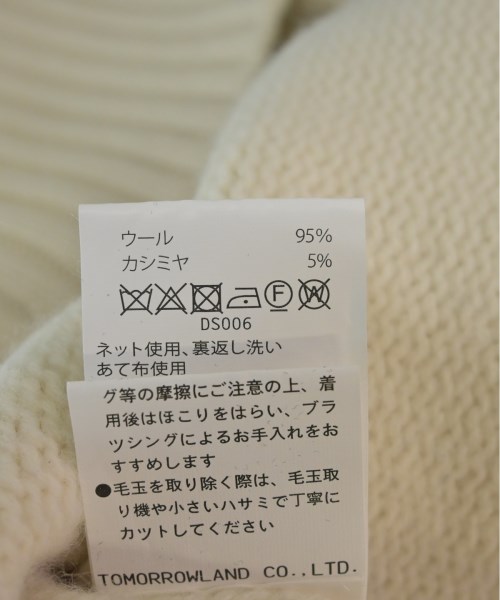 ウール 95%
カシミヤ 5%
F W
DS006
ネット使用、裏返し洗い
あて布使用
グ等の摩擦にご注意の上、着
用後はほこりをはらい、ブラ
ッシングによるお手入れをお
すすめします
●毛玉を取り除く際は、毛玉取
り機や小さいハサミで丁寧に
カットしてください
TOMORROWLAND CO.,LTD.